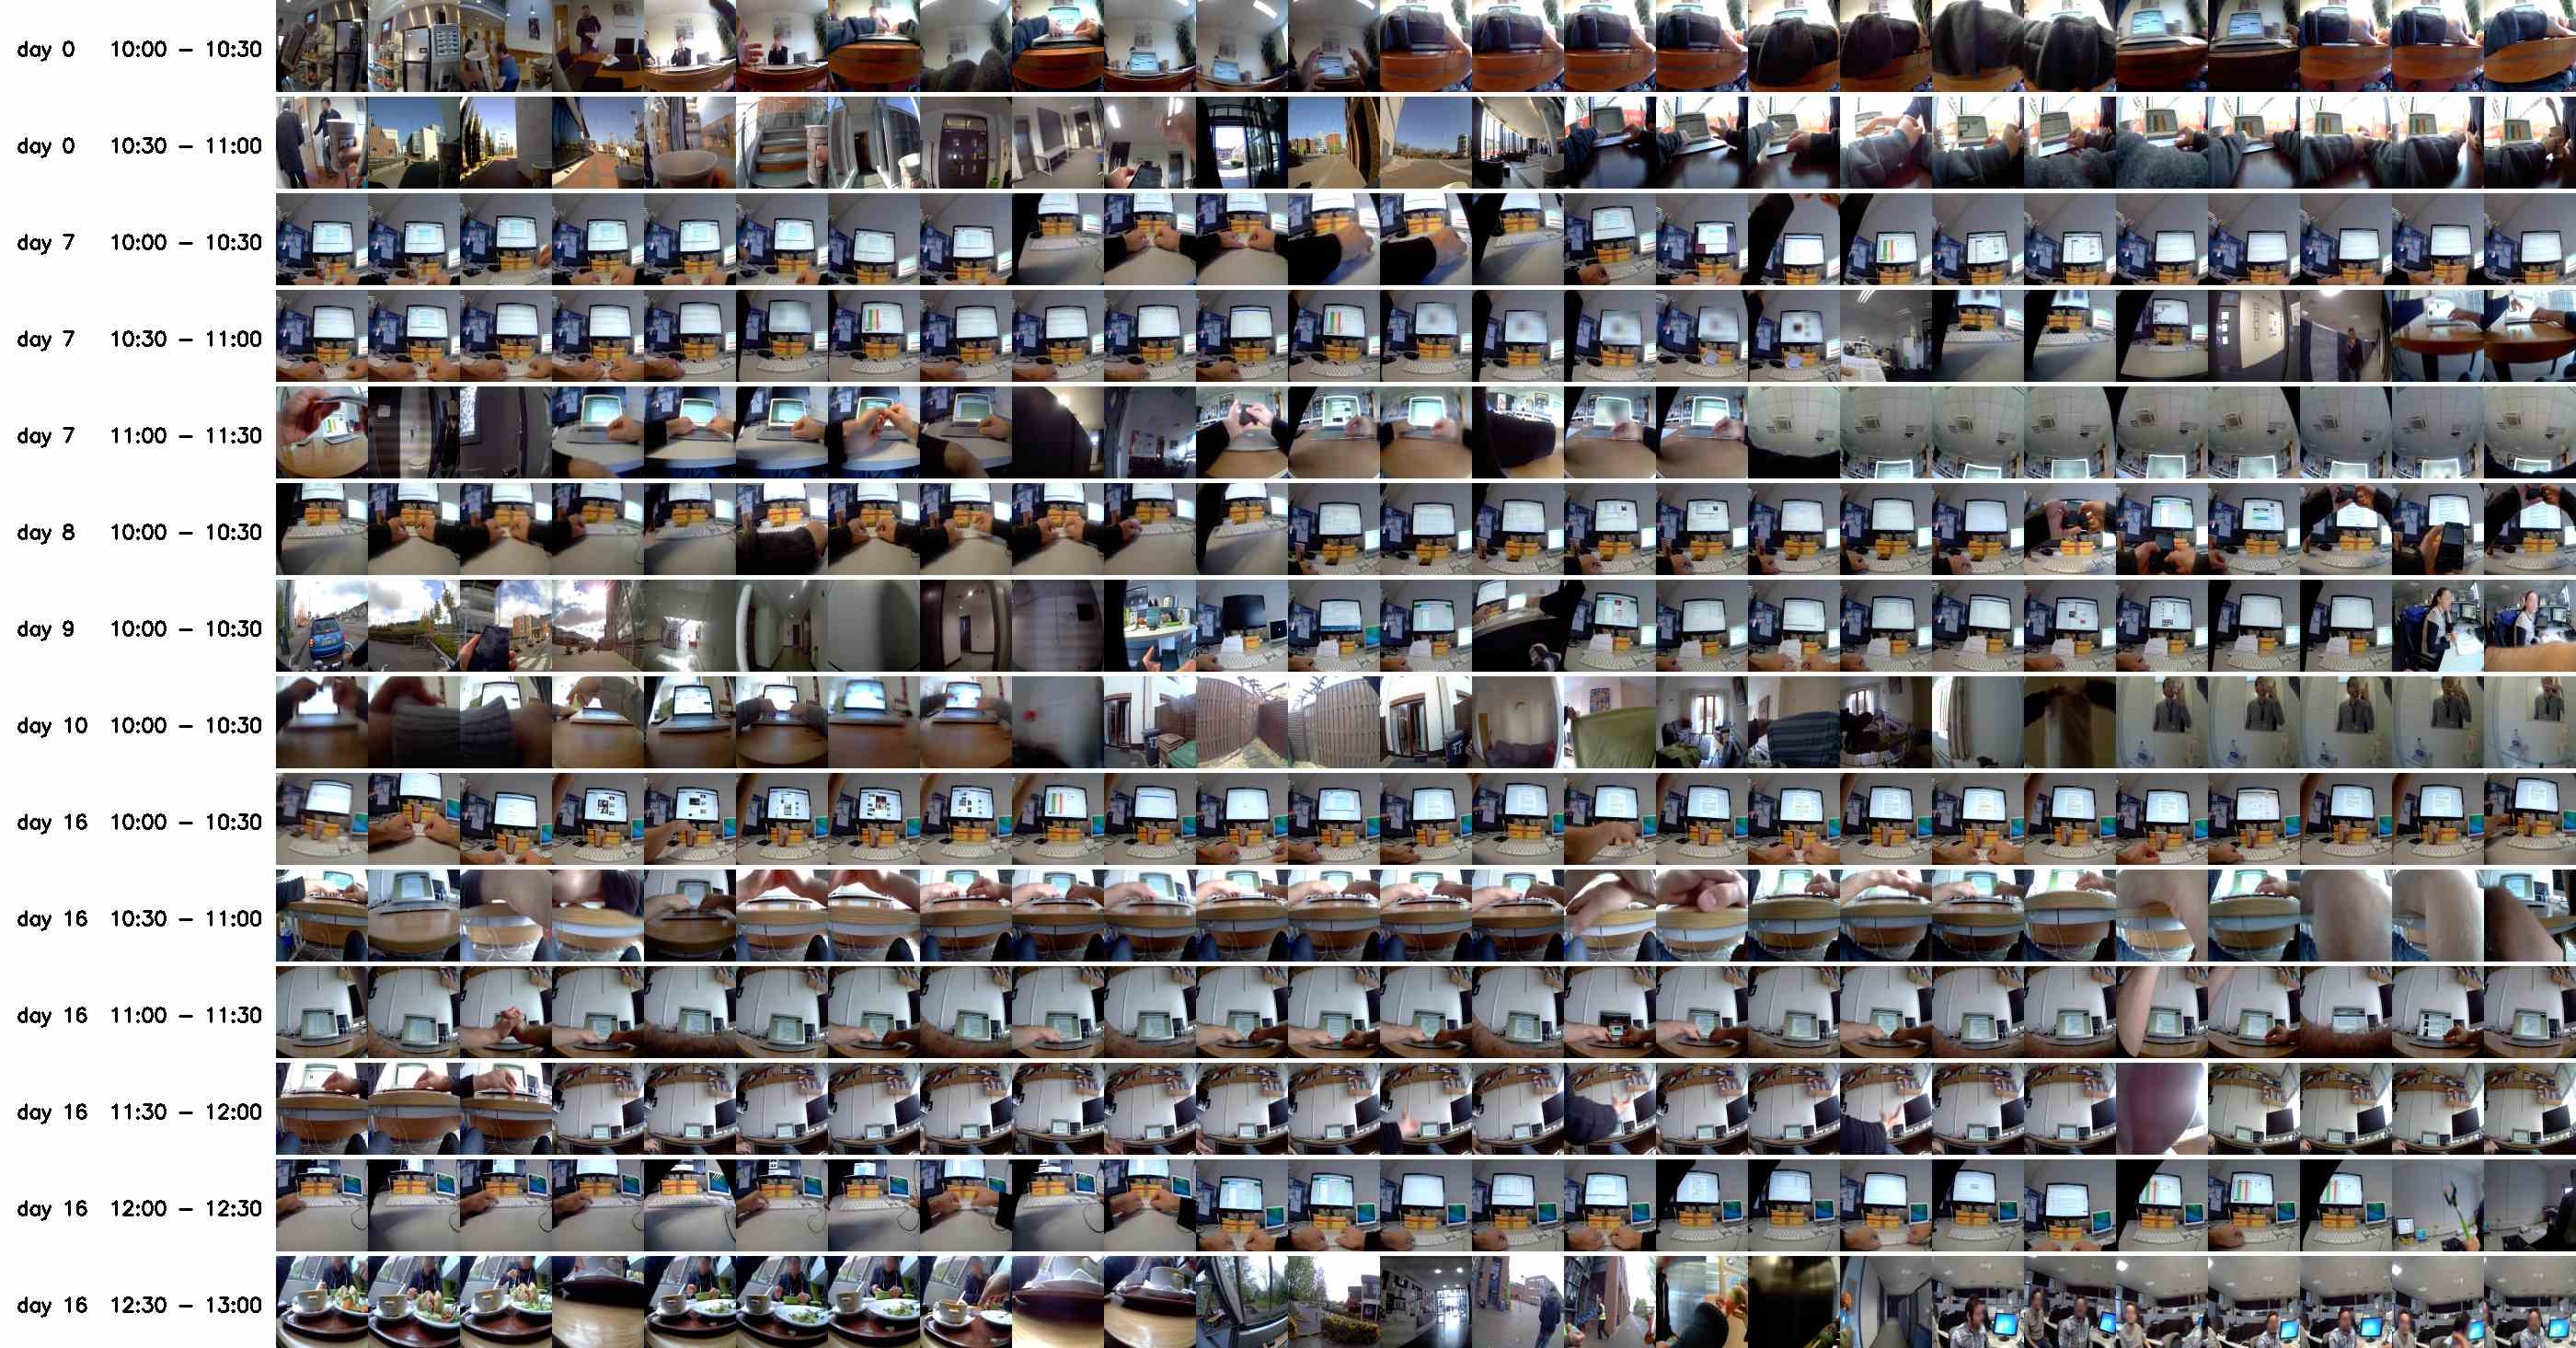 day 0 10:00 – 10:30
day 0 10:30 – 11:00
day 7 10:00 – 10:30
day 7 10:30 – 11:00
day 7 11:00 – 11:30
day 8 10:00 – 10:30
day 9 10:00 – 10:30
day 10 10:00 – 10:30
day 16 10:00 – 10:30
day 16 10:30 – 11:00
day 16 11:00 – 11:30
day 16 11:30 – 12:00
day 16 12:00 – 12:30
day 16 12:30 – 13:00